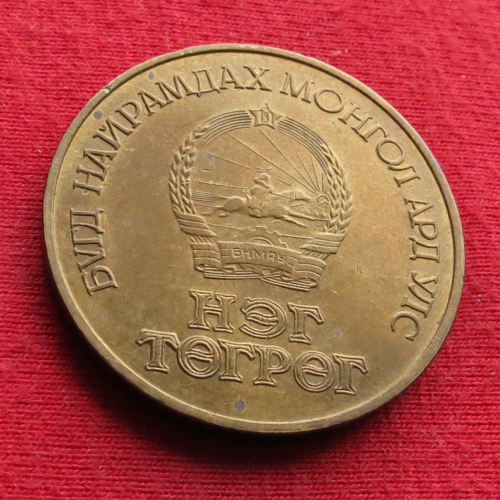 БҮГД НАЙРАМДАХ МОНГОЛ АРД УЛС
БНМАУ
НЭГ
ТӨГРӨГ